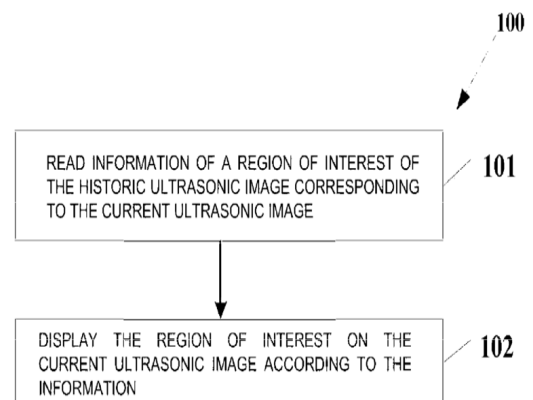 100
READ INFORMATION OF A REGION OF INTEREST OF
THE HISTORIC ULTRASONIC IMAGE CORRESPONDING
TO THE CURRENT ULTRASONIC IMAGE
101
DISPLAY THE REGION OF INTEREST ON THE
CURRENT ULTRASONIC IMAGE ACCORDING TO THE
INFORMATION
102